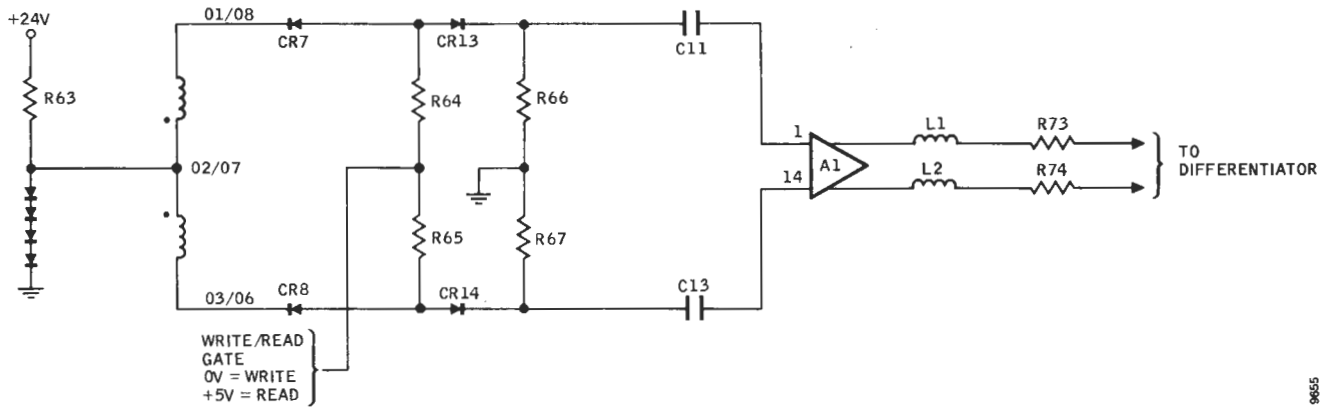 +24V
R63
01/08
02/07
03/06
CR7
CR13
R64
R66
C11
R65
R67
CR8
CR14
C13
1
14
A1
L1
L2
R73
R74
TO
DIFFERENTIATOR
WRITE/READ
GATE
0V = WRITE
+5V = READ
9655